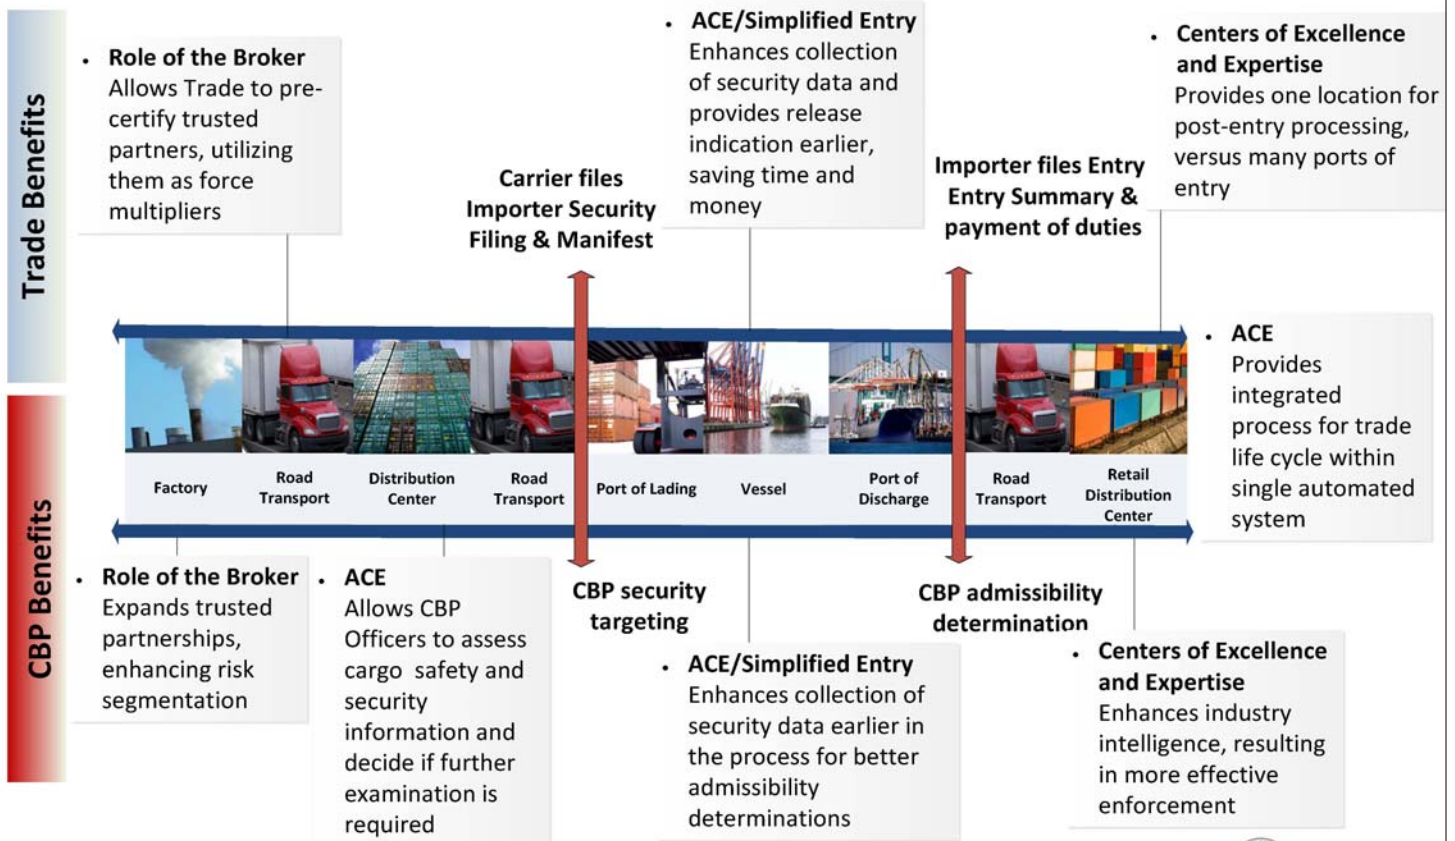 Trade Benefits
• Role of the Broker
Allows Trade to pre-
certify trusted
partners, utilizing
them as force
multipliers
Carrier files
Importer Security
Filing & Manifest
• ACE/Simplified Entry
Enhances collection
of security data and
provides release
indication earlier,
saving time and
money
Importer files Entry
Entry Summary &
payment of duties
• Centers of Excellence
and Expertise
Provides one location for
post-entry processing,
versus many ports of
entry
• ACE
Provides
integrated
process for trade
life cycle within
single automated
system
Factory
Road
Transport
Distribution
Center
Road
Transport
Port of Lading
Vessel
Port of
Discharge
Road
Transport
Retail
Distribution
Center
CBP Benefits
• Role of the Broker
Expands trusted
partnerships,
enhancing risk
segmentation
• ACE
Allows CBP
Officers to assess
cargo safety and
security
information and
decide if further
examination is
required
CBP security
targeting
• ACE/Simplified Entry
Enhances collection of
security data earlier in
the process for better
admissibility
determinations
CBP admissibility
determination
• Centers of Excellence
and Expertise
Enhances industry
intelligence, resulting
in more effective
enforcement